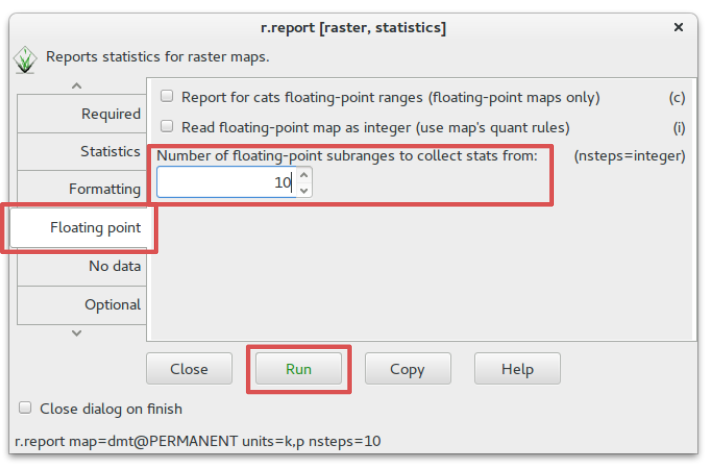 r.report [raster, statistics]
Reports statistics for raster maps.
Required
Statistics
Formatting
Floating point
No data
Optional
Report for cats floating-point ranges (floating-point maps only) (c)
Read floating-point map as integer (use map's quant rules) (i)
Number of floating-point subranges to collect stats from: (nsteps=integer)
10
Close Run Copy Help
Close dialog on finish
r.report map=dmt@PERMANENT units=k,p nsteps=10